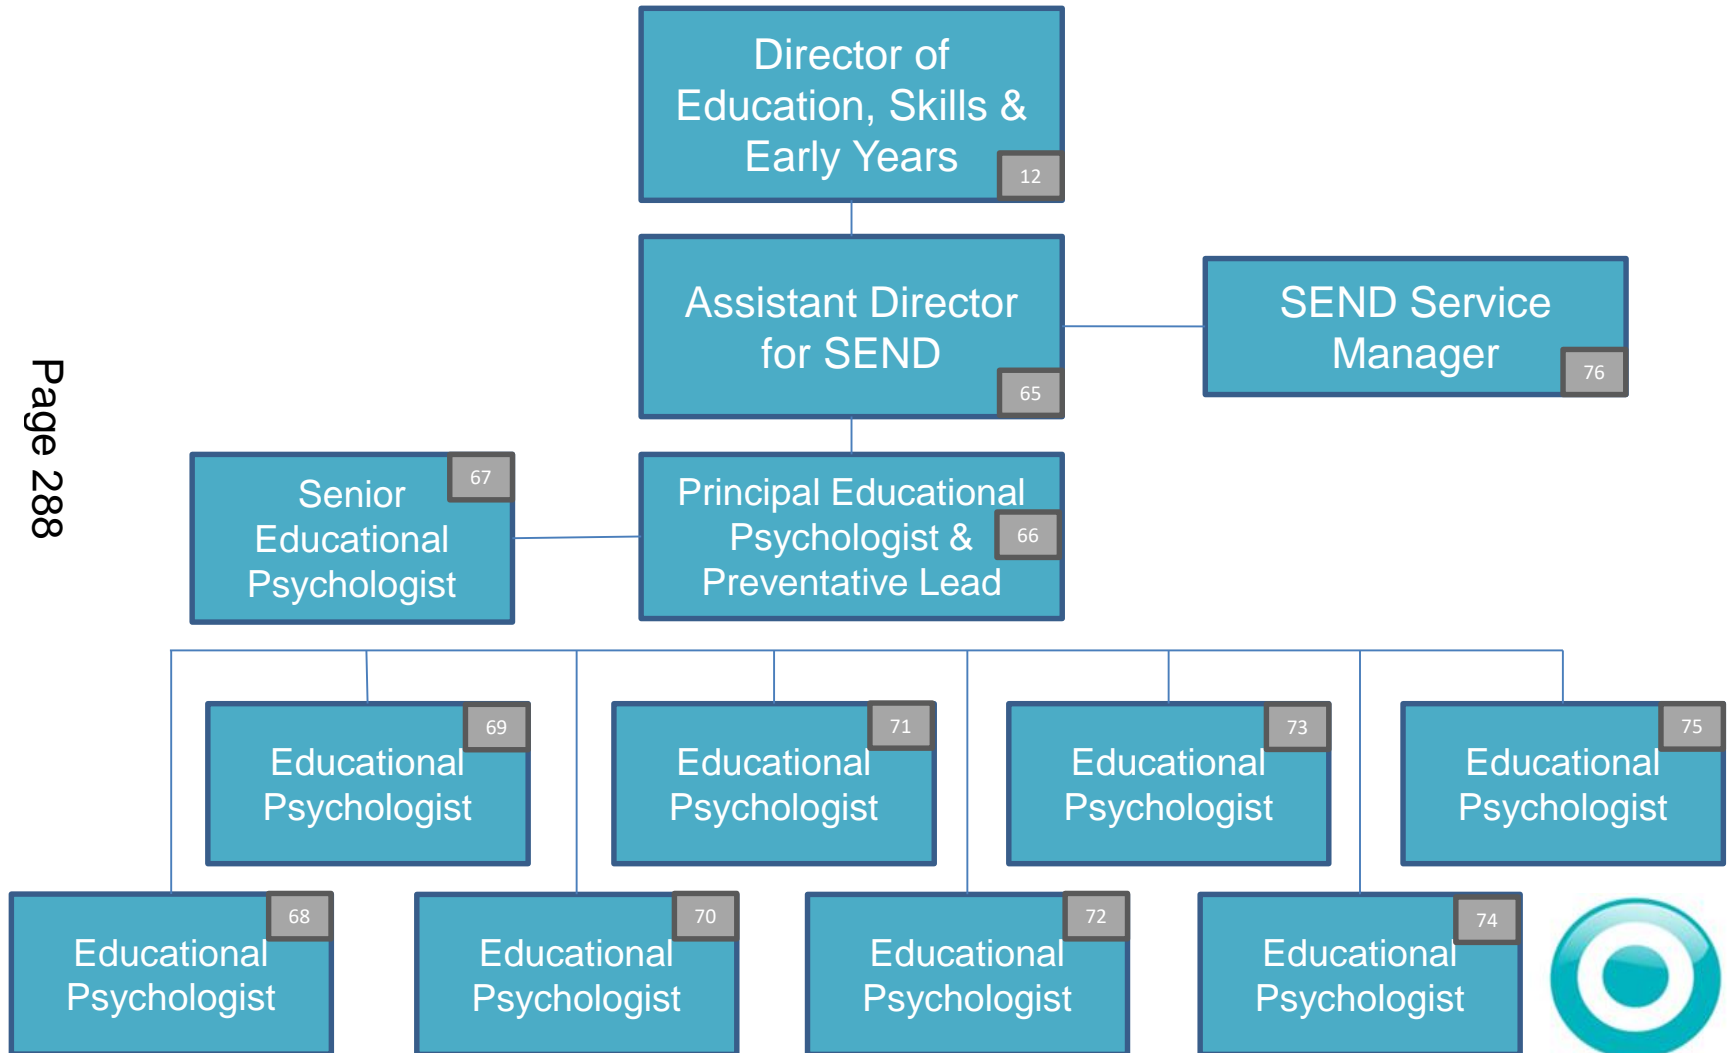 Director of
Education, Skills &
Early Years
12
Assistant Director
for SEND
65
SEND Service
Manager
76
Page 288
67
Senior
Educational
Psychologist
Principal Educational
Psychologist &
Preventative Lead
66
69
Educational
Psychologist
71
Educational
Psychologist
73
Educational
Psychologist
75
Educational
Psychologist
68
Educational
Psychologist
70
Educational
Psychologist
72
Educational
Psychologist
74
Educational
Psychologist